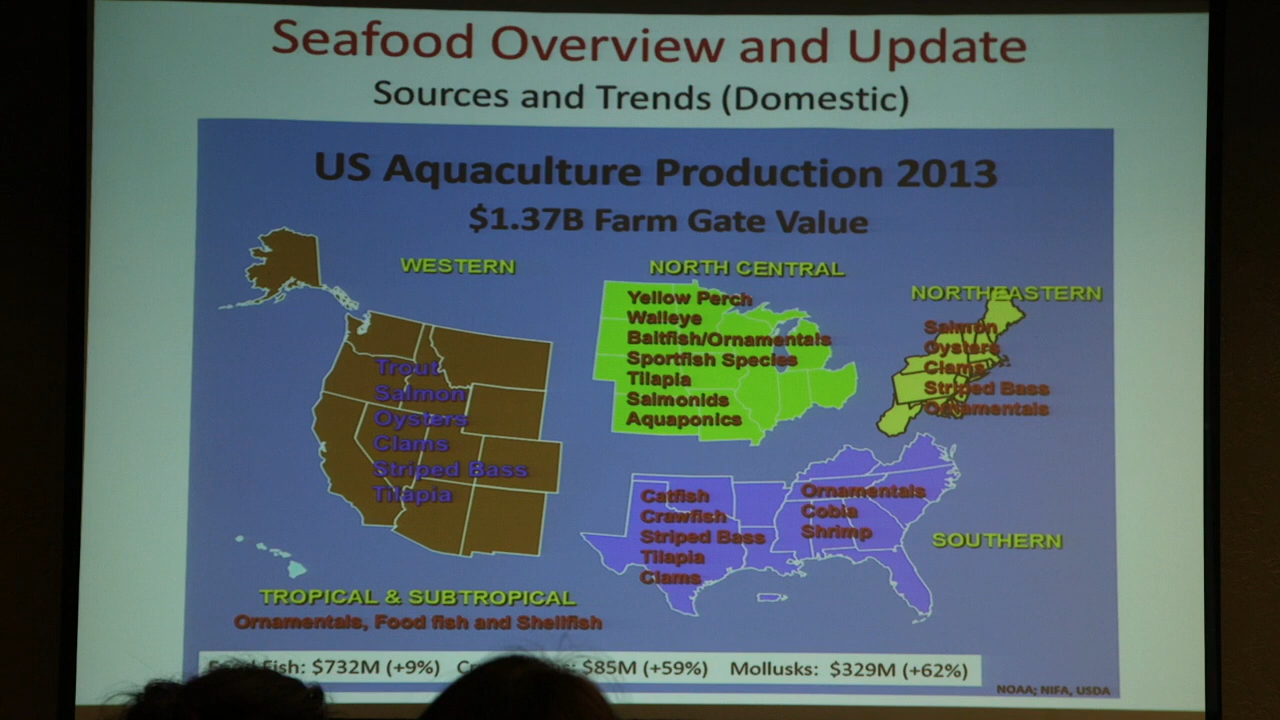 Seafood Overview and Update
Sources and Trends (Domestic)
US Aquaculture Production 2013
$1.37B Farm Gate Value
WESTERN
Trout
Salmon
Oysters
Clams
Striped Bass
Tilapia
NORTH CENTRAL
Yellow Perch
Walleye
Baitfish/Ornamentals
Sportfish Species
Tilapia
Salmonids
Aquaponics
NORTHEASTERN
Salmon
Oysters
Clams
Striped Bass
Ornamentals
Catfish
Crawfish
Striped Bass
Tilapia
Clams
Ornamentals
Cobia
Shrimp
SOUTHERN
TROPICAL & SUBTROPICAL
Ornamentals, Food fish and Shellfish
Fish: $732M (+9%) $85M (+59%) Mollusks: $329M (+62%)
NOAA; NIFA, USDA